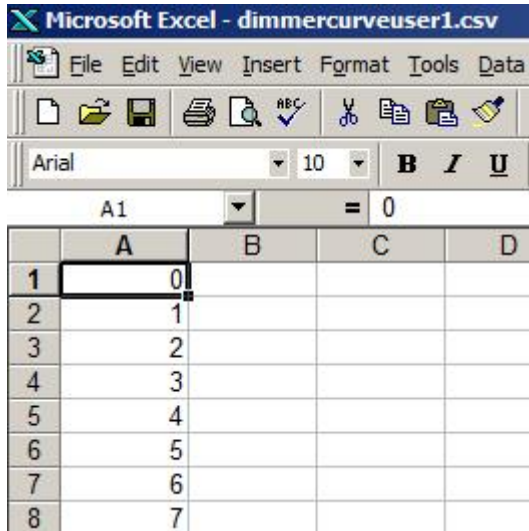 Microsoft Excel - dimmercurveuser1.csv
File Edit View Insert Format Tools Data
ABC
Arial 10 B I U
A1 = 0
A B C D
1 0
2 1
3 2
4 3
5 4
6 5
7 6
8 7